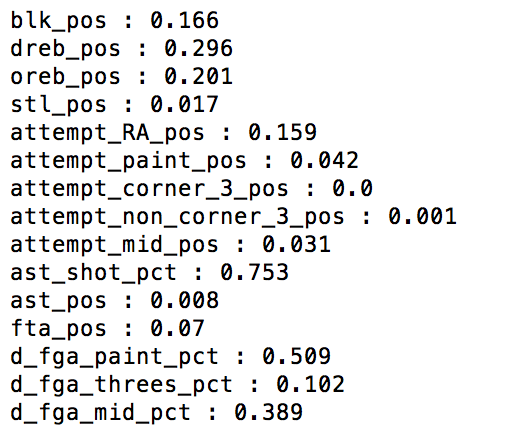 blk_pos : 0.166
dreb_pos : 0.296
oreb_pos : 0.201
stl_pos : 0.017
attempt_RA_pos : 0.159
attempt_paint_pos : 0.042
attempt_corner_3_pos : 0.0
attempt_non_corner_3_pos : 0.001
attempt_mid_pos : 0.031
ast_shot_pct : 0.753
ast_pos : 0.008
fta_pos : 0.07
d_fga_paint_pct : 0.509
d_fga_threes_pct : 0.102
d_fga_mid_pct : 0.389